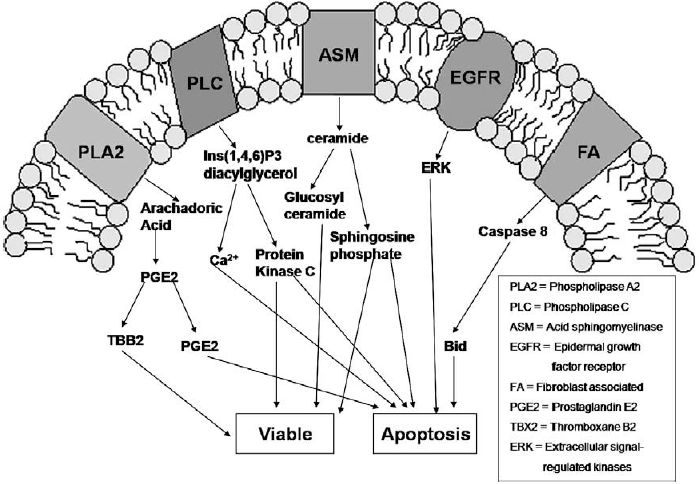 ASM
PLC
EGFR
PLA2
FA
ceramide
Ins(1,4,6)P3
diacylglycerol
ERK
Glucosyl
ceramide
Arachadoric
Acid
Sphingosine
phosphate
Caspase 8
Ca2+
Protein
Kinase C
PGE2
TBB2
PGE2
Bid
Viable
Apoptosis
PLA2 = Phospholipase A2
PLC = Phospholipase C
ASM = Acid sphingomyelinase
EGFR = Epidermal growth
factor receptor
FA = Fibroblast associated
PGE2 = Prostaglandin E2
TBX2 = Thromboxane B2
ERK = Extracellular signal-
regulated kinases